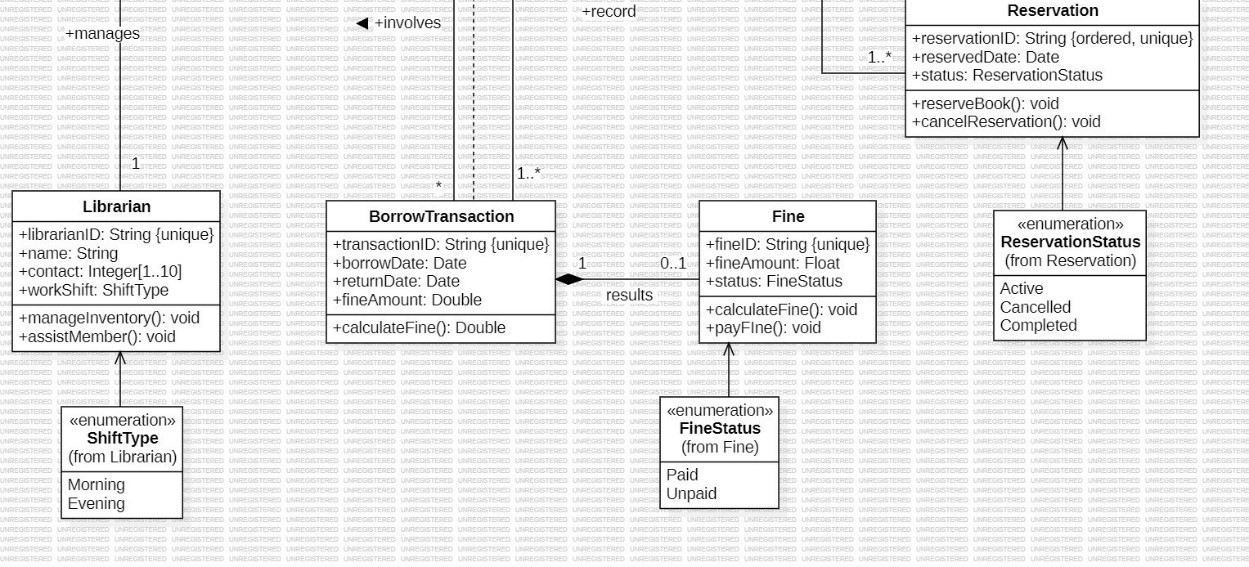 +manages
◀ +involves
+record
1
*
1..*
1..*
Reservation
+reservationID: String {ordered, unique}
+reservedDate: Date
+status: ReservationStatus
+reserveBook(): void
+cancelReservation(): void
Librarian
+librarianID: String {unique}
+name: String
+contact: Integer[1..10]
+workShift: ShiftType
+manageInventory(): void
+assistMember(): void
BorrowTransaction
+transactionID: String {unique}
+borrowDate: Date
+returnDate: Date
+fineAmount: Double
+calculateFine(): Double
1
0..1
results
Fine
+fineID: String {unique}
+fineAmount: Float
+status: FineStatus
+calculateFine(): void
+payFIne(): void
«enumeration»
ReservationStatus
(from Reservation)
Active
Cancelled
Completed
«enumeration»
ShiftType
(from Librarian)
Morning
Evening
«enumeration»
FineStatus
(from Fine)
Paid
Unpaid
UNREGISTERED